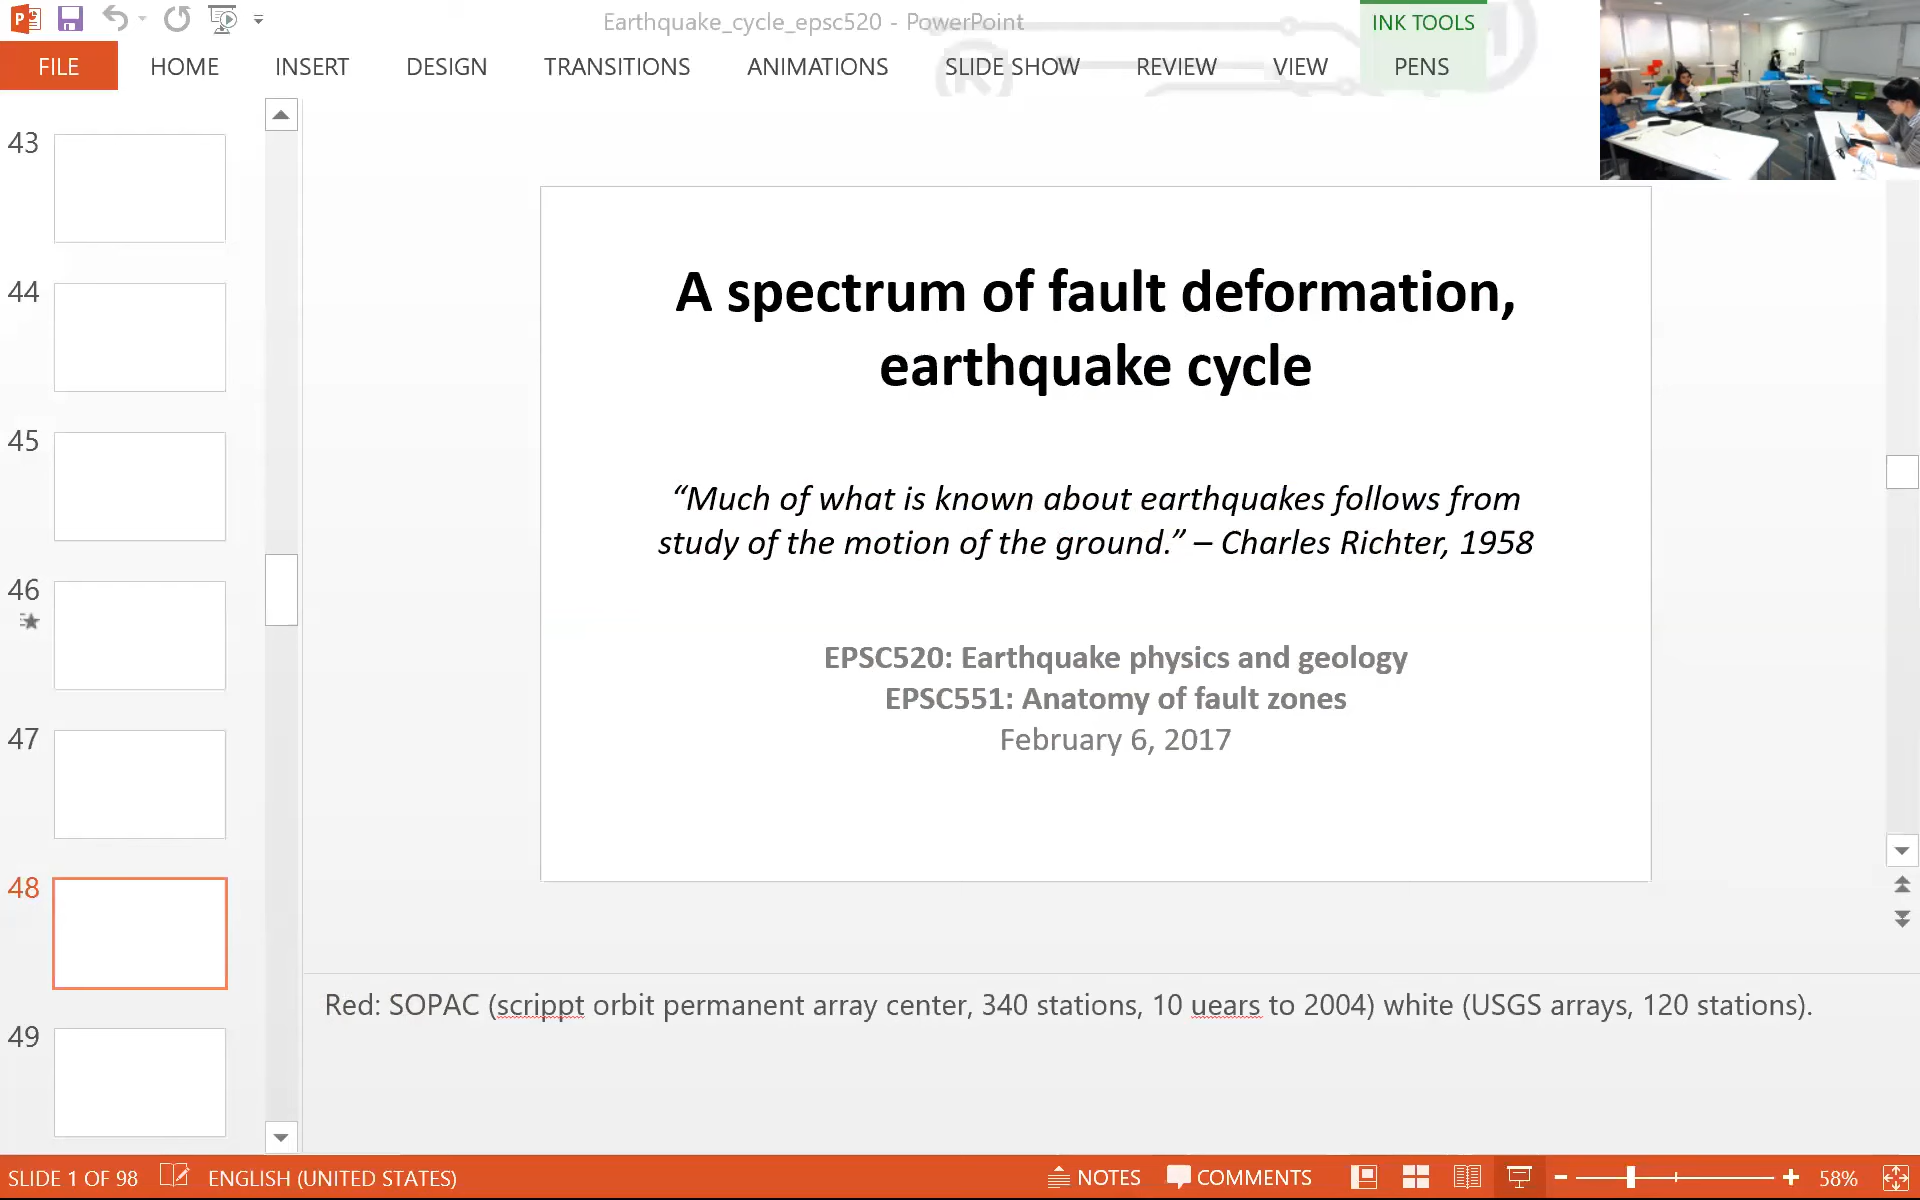 Earthquake_cycle_epsc520 - PowerPoint
INK TOOLS
FILE
HOME
INSERT
DESIGN
TRANSITIONS
ANIMATIONS
SLIDE SHOW
REVIEW
VIEW
PENS
43
44
45
46
47
48
49
A spectrum of fault deformation,
earthquake cycle
“Much of what is known about earthquakes follows from
study of the motion of the ground.” – Charles Richter, 1958
EPSC520: Earthquake physics and geology
EPSC551: Anatomy of fault zones
February 6, 2017
Red: SOPAC (scrippt orbit permanent array center, 340 stations, 10 uears to 2004) white (USGS arrays, 120 stations).
SLIDE 1 OF 98
ENGLISH (UNITED STATES)
NOTES
COMMENTS
58%